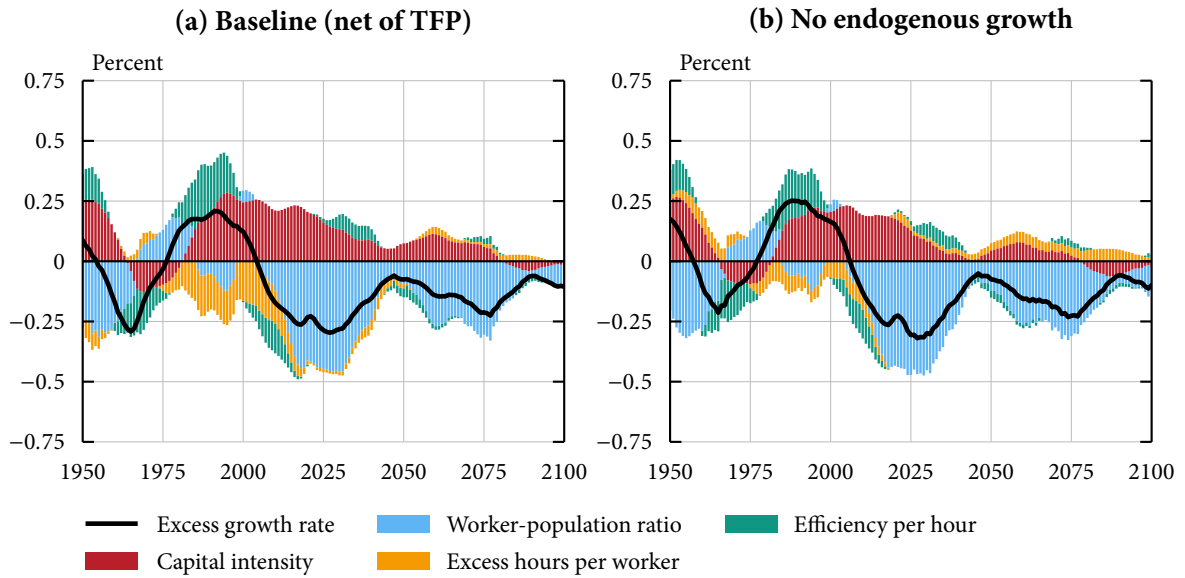 (a) Baseline (net of TFP)
Percent
0.75
0.5
0.25
0
−0.25
−0.5
−0.75
1950 1975 2000 2025 2050 2075 2100
(b) No endogenous growth
Percent
0.75
0.5
0.25
0
−0.25
−0.5
−0.75
1950 1975 2000 2025 2050 2075 2100
Excess growth rate
Worker-population ratio
Efficiency per hour
Capital intensity
Excess hours per worker